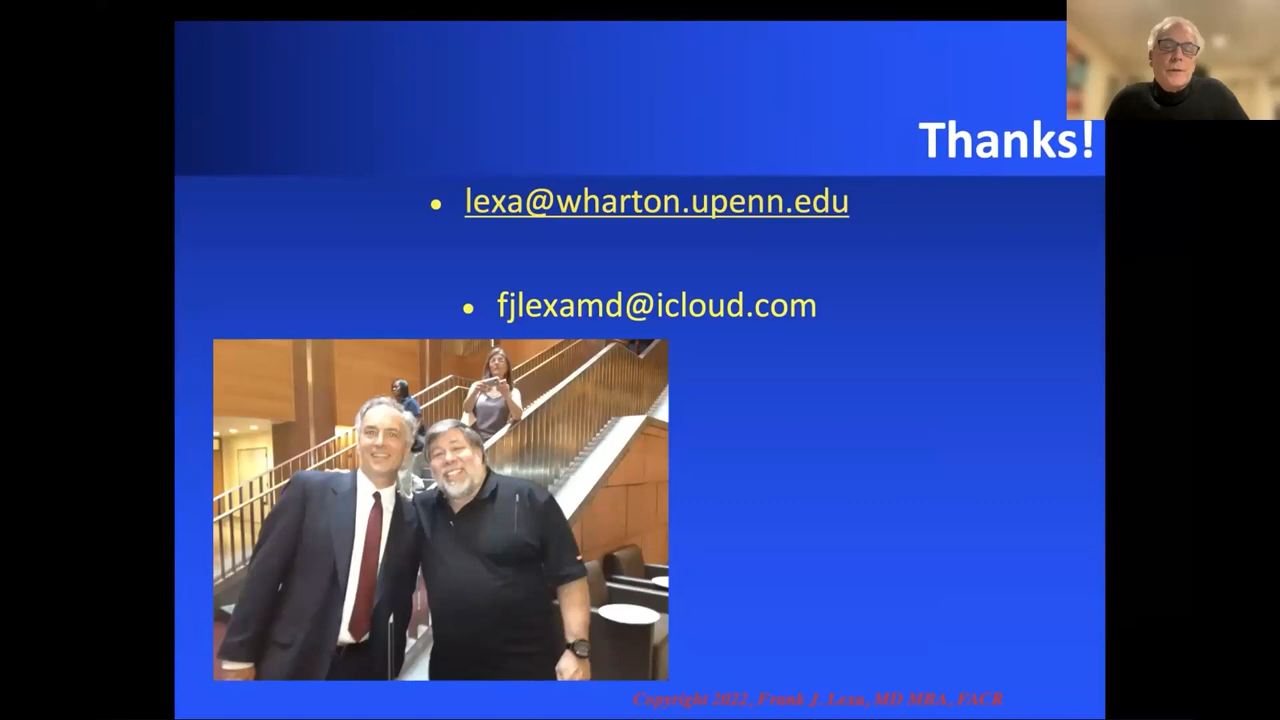 Thanks!
• lexa@wharton.upenn.edu
• fjlexamd@icloud.com
Copyright 2022, Frank J. Lexa, MD MBA, FACR